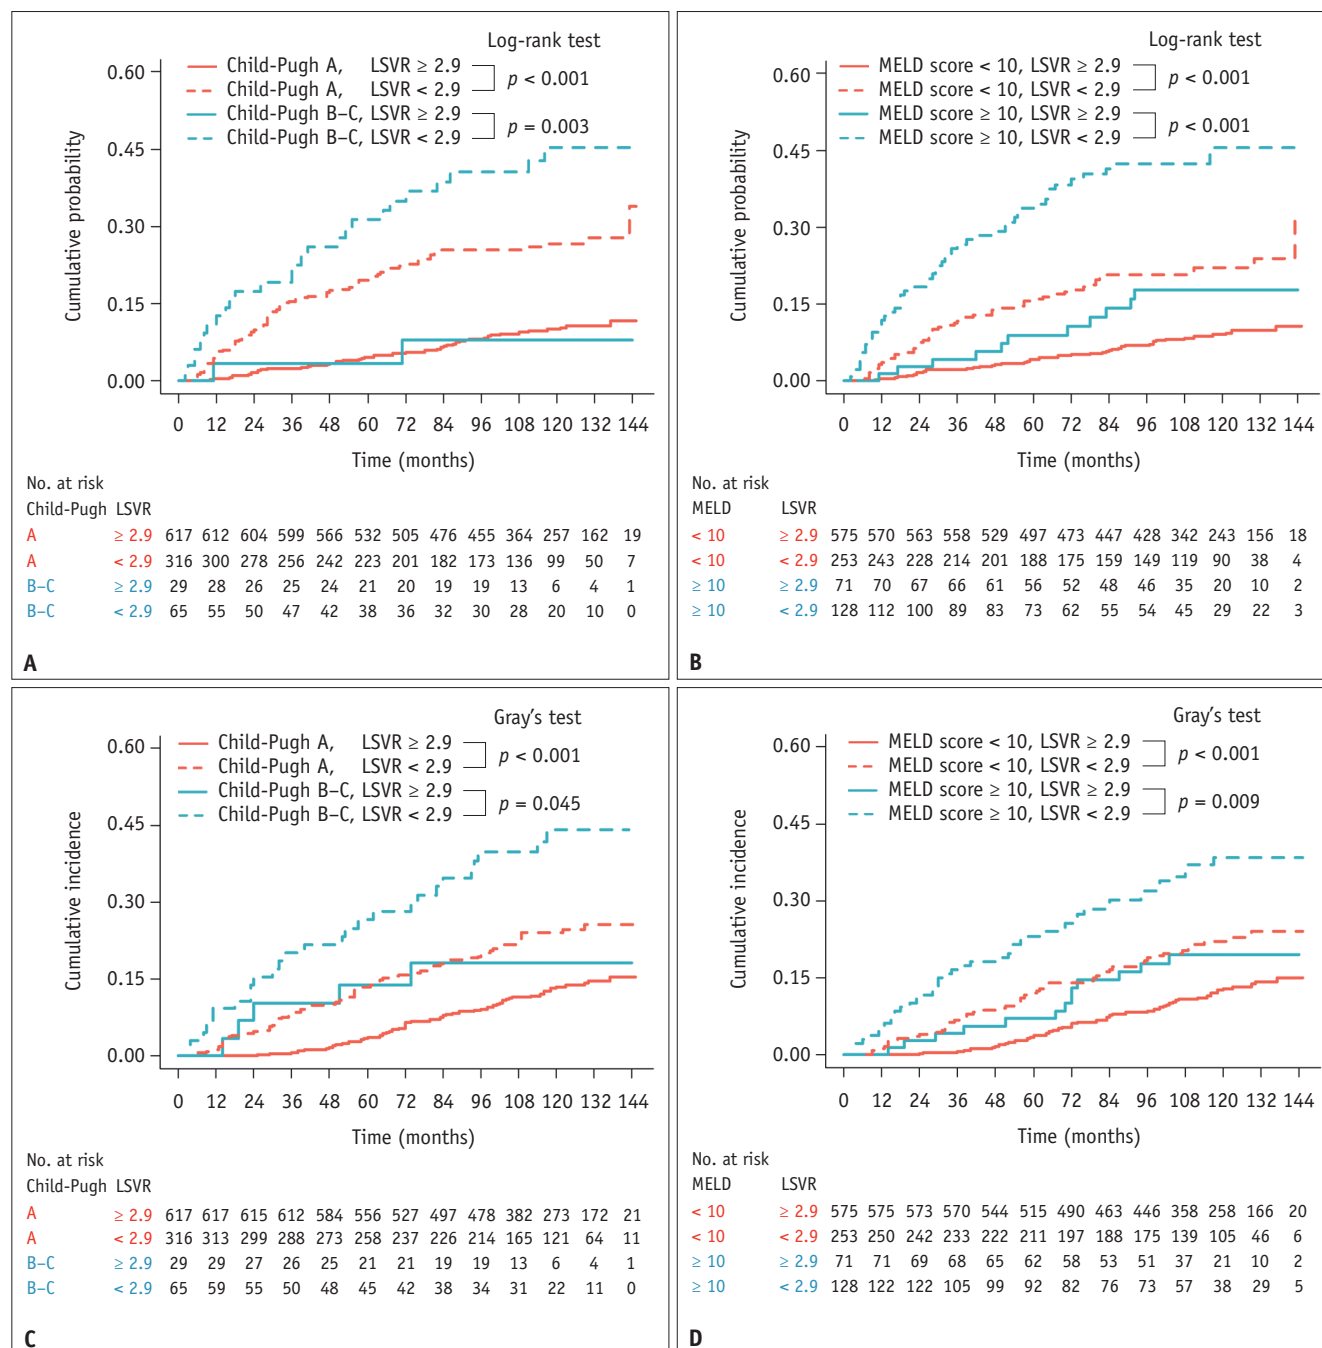 Log-rank test
Child-Pugh A, LSVR ≥ 2.9
Child-Pugh A, LSVR < 2.9
p < 0.001
Child-Pugh B–C, LSVR ≥ 2.9
Child-Pugh B–C, LSVR < 2.9
p = 0.003
Cumulative probability
0.60
0.45
0.30
0.15
0.00
0 12 24 36 48 60 72 84 96 108 120 132 144
Time (months)
No. at risk
Child-Pugh LSVR
A ≥ 2.9 617 612 604 599 566 532 505 476 455 364 257 162 19
A < 2.9 316 300 278 256 242 223 201 182 173 136 99 50 7
B–C ≥ 2.9 29 28 26 25 24 21 20 19 19 13 6 4 1
B–C < 2.9 65 55 50 47 42 38 36 32 30 28 20 10 0
A
Log-rank test
MELD score < 10, LSVR ≥ 2.9
MELD score < 10, LSVR < 2.9
p < 0.001
MELD score ≥ 10, LSVR ≥ 2.9
MELD score ≥ 10, LSVR < 2.9
p < 0.001
Cumulative probability
0.60
0.45
0.30
0.15
0.00
0 12 24 36 48 60 72 84 96 108 120 132 144
Time (months)
No. at risk
MELD LSVR
< 10 ≥ 2.9 575 570 563 558 529 497 473 447 428 342 243 156 18
< 10 < 2.9 253 243 228 214 201 188 175 159 149 119 90 38 4
≥ 10 ≥ 2.9 71 70 67 66 61 56 52 48 46 35 20 10 2
≥ 10 < 2.9 128 112 100 89 83 73 62 55 54 45 29 22 3
B
Gray's test
Child-Pugh A, LSVR ≥ 2.9
Child-Pugh A, LSVR < 2.9
p < 0.001
Child-Pugh B–C, LSVR ≥ 2.9
Child-Pugh B–C, LSVR < 2.9
p = 0.045
Cumulative incidence
0.60
0.45
0.30
0.15
0.00
0 12 24 36 48 60 72 84 96 108 120 132 144
Time (months)
No. at risk
Child-Pugh LSVR
A ≥ 2.9 617 617 615 612 584 556 527 497 478 382 273 172 21
A < 2.9 316 313 299 288 273 258 237 226 214 165 121 64 11
B–C ≥ 2.9 29 29 27 26 25 21 21 19 19 13 6 4 1
B–C < 2.9 65 59 55 50 48 45 42 38 34 31 22 11 0
C
Gray's test
MELD score < 10, LSVR ≥ 2.9
MELD score < 10, LSVR < 2.9
p < 0.001
MELD score ≥ 10, LSVR ≥ 2.9
MELD score ≥ 10, LSVR < 2.9
p = 0.009
Cumulative incidence
0.60
0.45
0.30
0.15
0.00
0 12 24 36 48 60 72 84 96 108 120 132 144
Time (months)
No. at risk
MELD LSVR
< 10 ≥ 2.9 575 575 573 570 544 515 490 463 446 358 258 166 20
< 10 < 2.9 253 250 242 233 222 211 197 188 175 139 105 46 6
≥ 10 ≥ 2.9 71 71 69 68 65 62 58 53 51 37 21 10 2
≥ 10 < 2.9 128 122 122 105 99 92 82 76 73 57 38 29 5
D